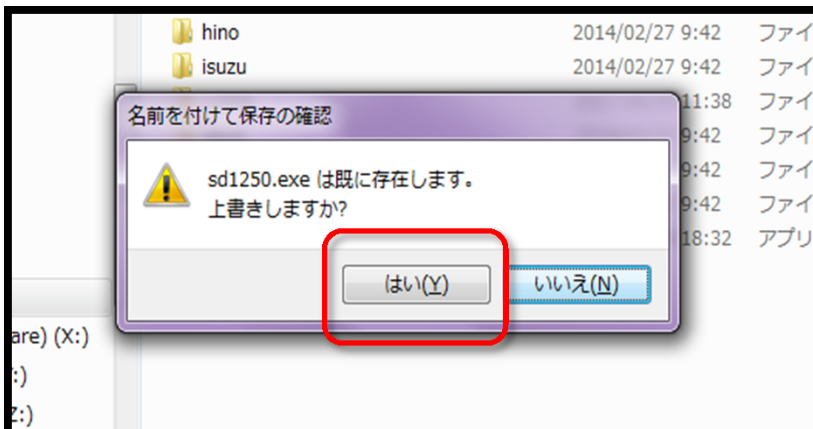 hino 2014/02/27 9:42 ファイ
isuzu 2014/02/27 9:42 ファイ
11:38 ファイ
名前を付けて保存の確認
9:42 ファイ
sd1250.exe は既に存在します。
9:42 ファイ
上書きしますか?
9:42 ファイ
18:32 アプリ
はい(Y) いいえ(N)
are) (X:)
:)
Z:)